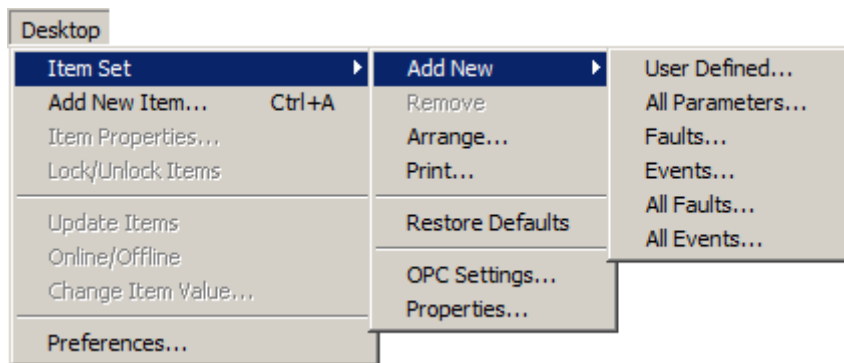 Desktop
Item Set
Add New Item... Ctrl+A
Item Properties...
Lock/Unlock Items
Update Items
Online/Offline
Change Item Value...
Preferences...
Add New
Remove
Arrange...
Print...
Restore Defaults
OPC Settings...
Properties...
User Defined...
All Parameters...
Faults...
Events...
All Faults...
All Events...